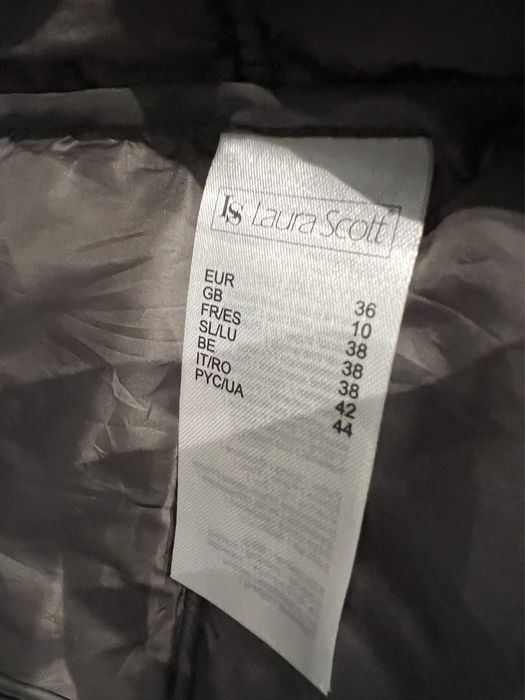 LS Laura Scott
EUR 36
GB 10
FR/ES 38
SL/LU 38
BE 38
IT/RO 42
PYC/UA 44